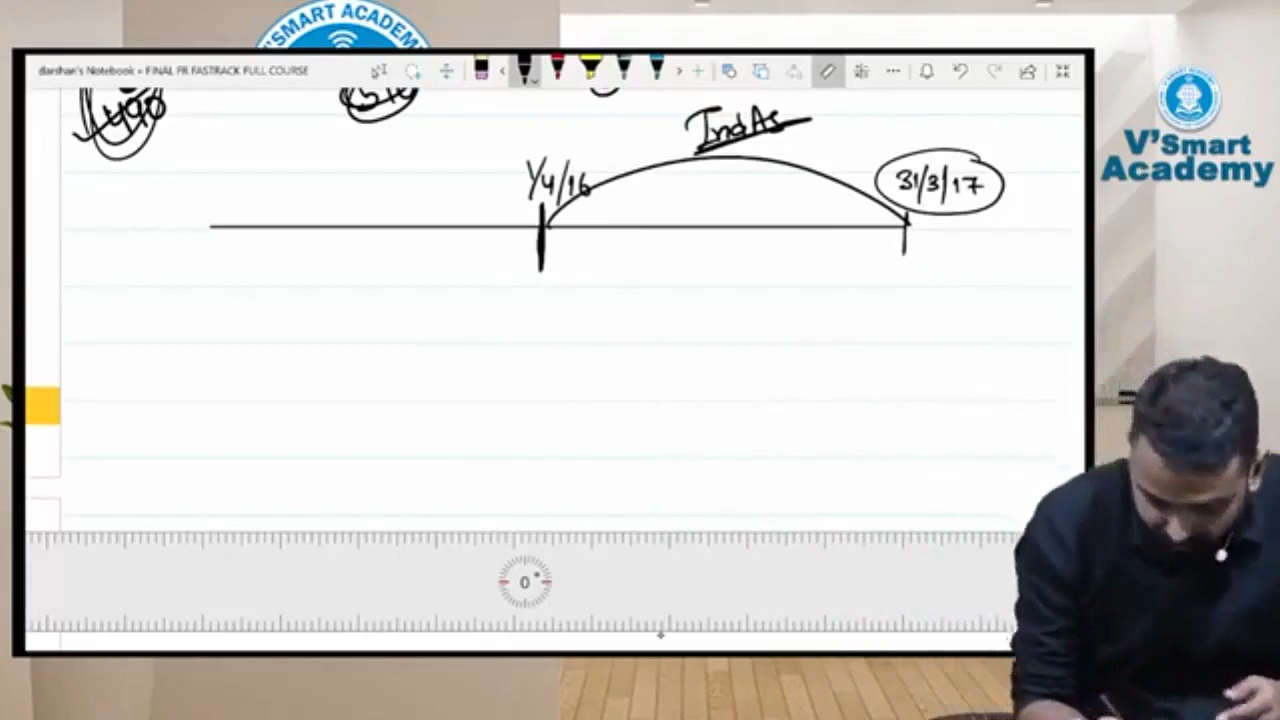 V'SMART ACADEMY
darshan's Notebook » FINAL FR FASTRACK FULL COURSE
490
Ind As
1/4/16
31/3/17
0°
V'Smart
Academy